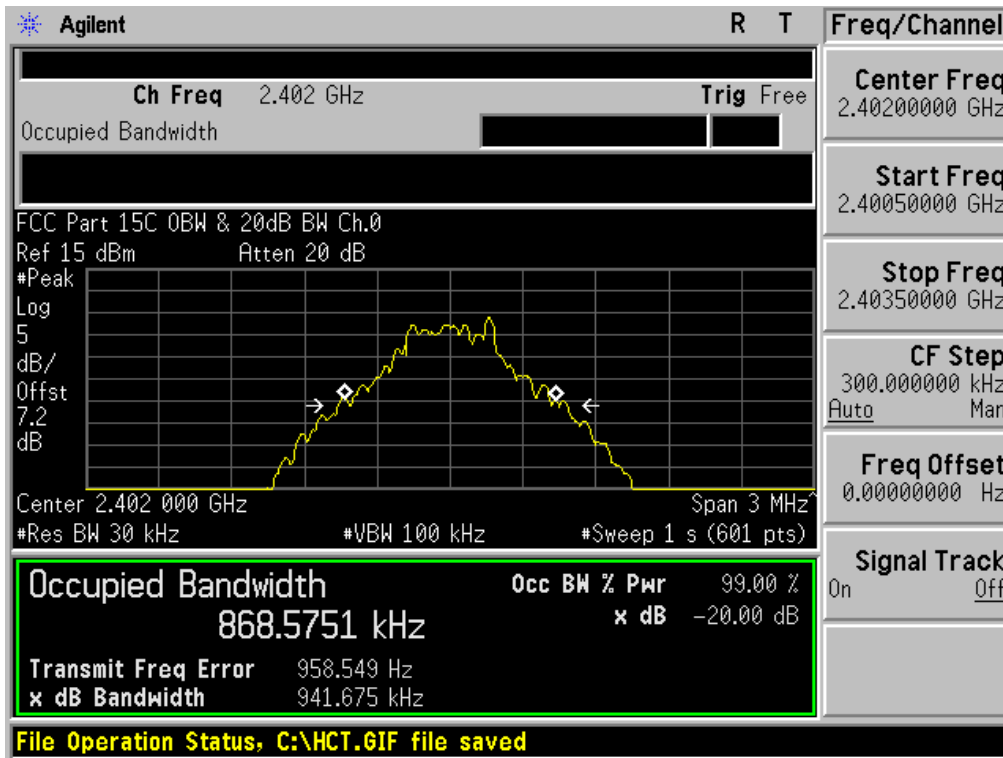 Agilent R T
Ch Freq 2.402 GHz Trig Free
Occupied Bandwidth
FCC Part 15C OBW & 20dB BW Ch.0
Ref 15 dBm Atten 20 dB
#Peak
Log
5
dB/
Offst
7.2
dB
Center 2.402 000 GHz Span 3 MHz^
#Res BW 30 kHz #VBW 100 kHz #Sweep 1 s (601 pts)
Occupied Bandwidth
868.5751 kHz
Occ BW % Pwr 99.00 %
x dB -20.00 dB
Transmit Freq Error 958.549 Hz
x dB Bandwidth 941.675 kHz
File Operation Status, C:\HCT.GIF file saved
Freq/Channel
Center Freq
2.40200000 GHz
Start Freq
2.40050000 GHz
Stop Freq
2.40350000 GHz
CF Step
300.000000 kHz
Auto Man
Freq Offset
0.00000000 Hz
Signal Track
On Off